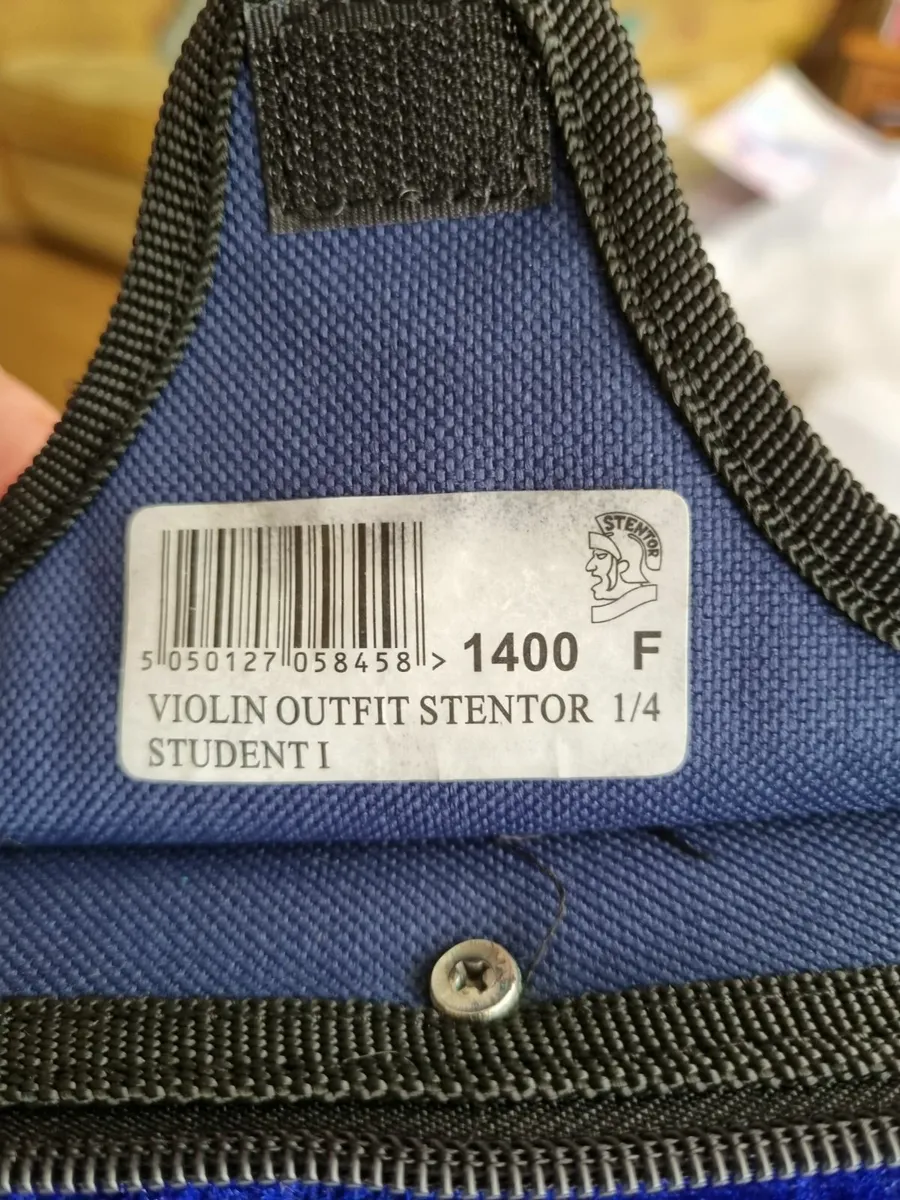 STENTOR
5 050127 058458 > 1400 F
VIOLIN OUTFIT STENTOR 1/4
STUDENT I